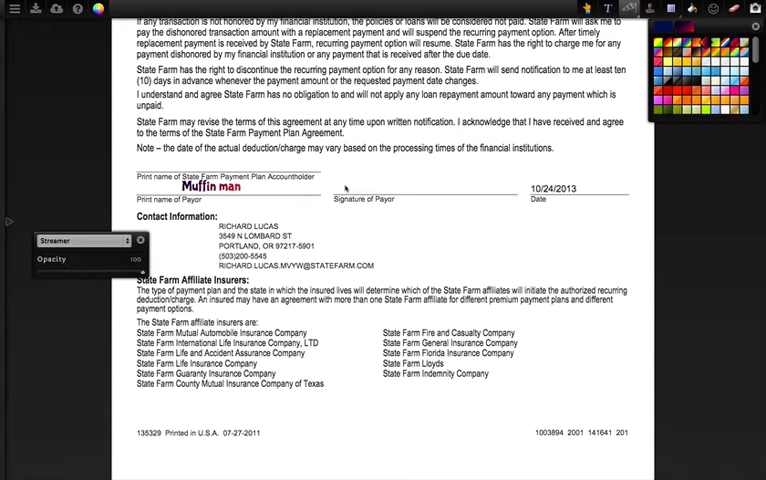 If any transaction is not honored by my financial institution, the policies or loans will be considered not paid. State Farm will ask me to
pay the dishonored transaction amount with a replacement payment and will suspend the recurring payment option. After timely
replacement payment is received by State Farm, recurring payment option will resume. State Farm has the right to charge me for any
payment dishonored by my financial institution or any payment that is received after the due date.
State Farm has the right to discontinue the recurring payment option for any reason. State Farm will send notification to me at least ten
(10) days in advance whenever the payment amount or the requested payment date changes.
I understand and agree State Farm has no obligation to and will not apply any loan repayment amount toward any payment which is
unpaid.
State Farm may revise the terms of this agreement at any time upon written notification. I acknowledge that I have received and agree
to the terms of the State Farm Payment Plan Agreement.
Note – the date of the actual deduction/charge may vary based on the processing times of the financial institutions.
Print name of State Farm Payment Plan Accountholder
Muffin man
10/24/2013
Print name of Payor
Signature of Payor
Date
Contact Information:
RICHARD LUCAS
3549 N LOMBARD ST
PORTLAND, OR 97217-5901
(503)200-5545
RICHARD.LUCAS.MVYW@STATEFARM.COM
Streamer
Opacity 100
State Farm Affiliate Insurers:
The type of payment plan and the state in which the insured lives will determine which of the State Farm affiliates will initiate the authorized recurring
deduction/charge. An insured may have an agreement with more than one State Farm affiliate for different premium payment plans and different
payment options.
The State Farm affiliate insurers are:
State Farm Mutual Automobile Insurance Company
State Farm International Life Insurance Company, LTD
State Farm Life and Accident Assurance Company
State Farm Life Insurance Company
State Farm Guaranty Insurance Company
State Farm County Mutual Insurance Company of Texas
State Farm Fire and Casualty Company
State Farm General Insurance Company
State Farm Florida Insurance Company
State Farm Lloyds
State Farm Indemnity Company
135329 Printed in U.S.A. 07-27-2011
1003894 2001 141641 201